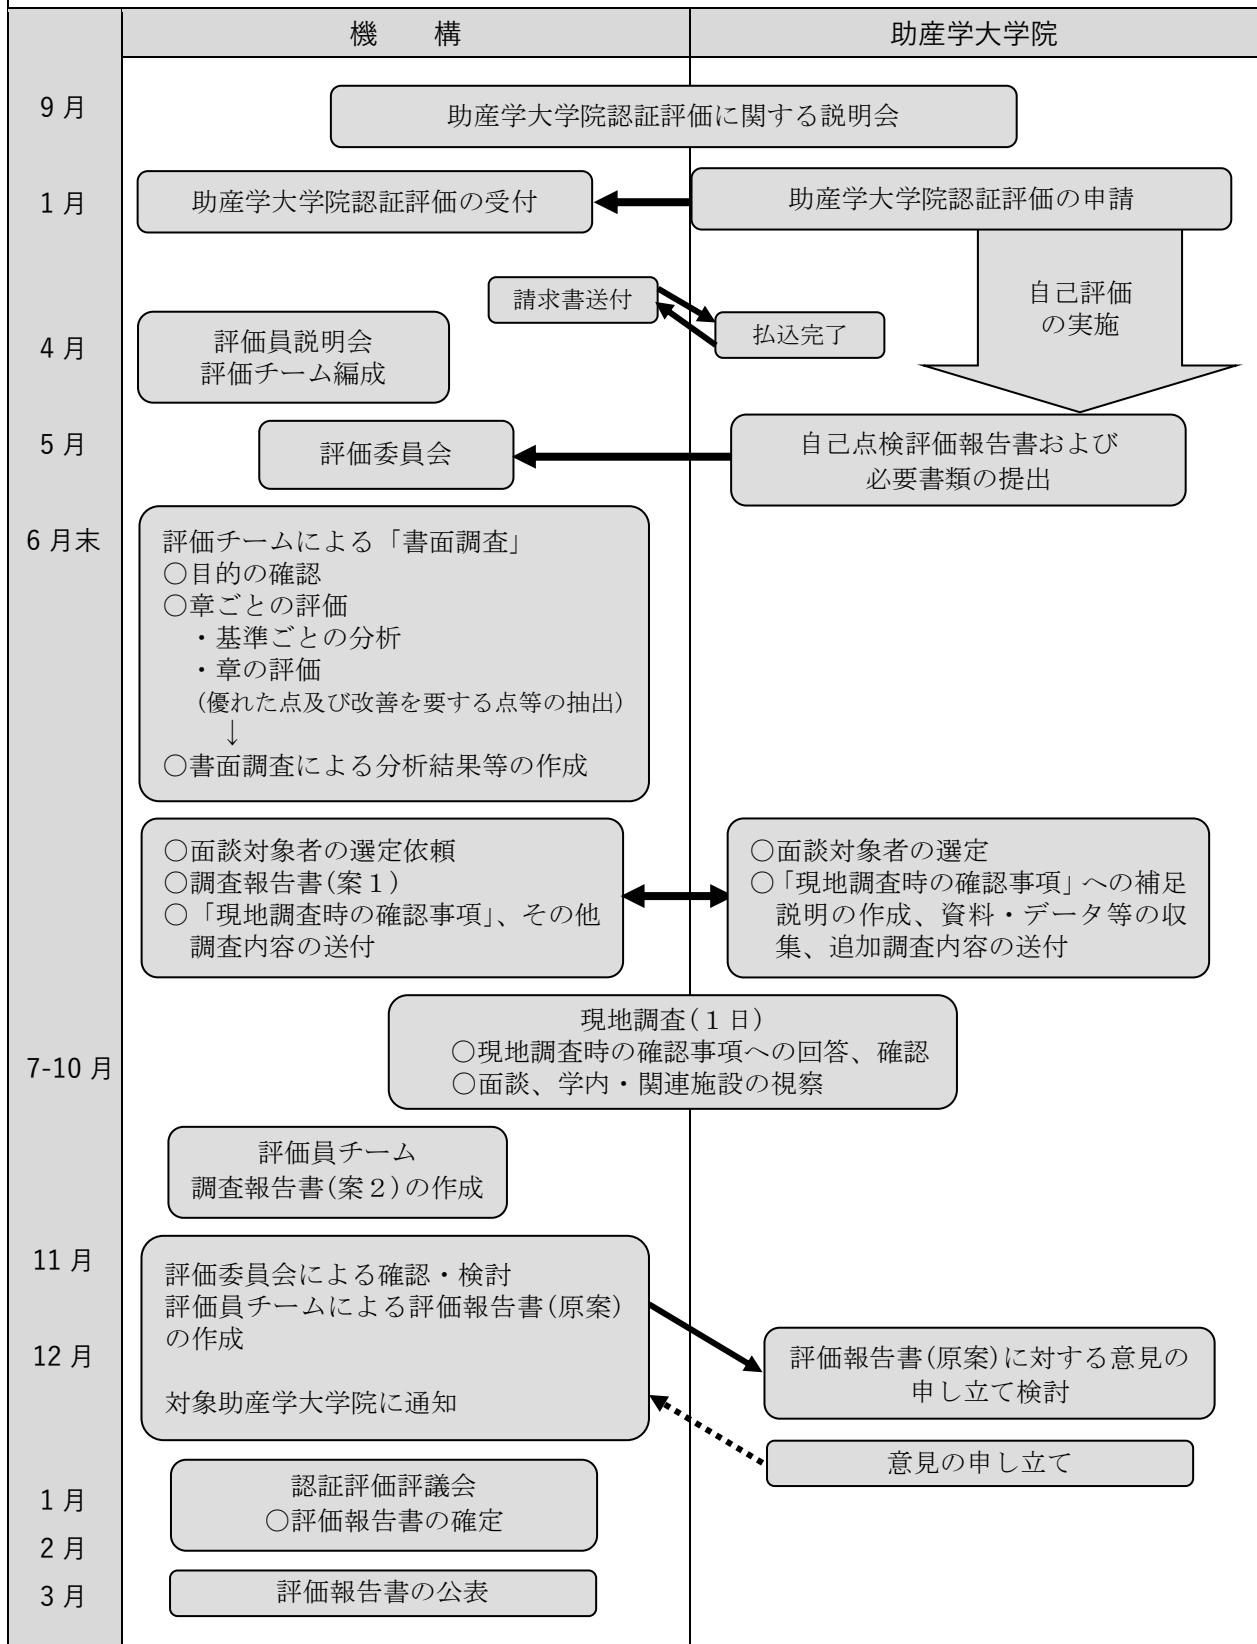 機　　構
助産学大学院
9 月
助産学大学院認証評価に関する説明会
1 月
助産学大学院認証評価の受付
助産学大学院認証評価の申請
自己評価
の実施
請求書送付
払込完了
4 月
評価員説明会
評価チーム編成
5 月
評価委員会
自己点検評価報告書および
必要書類の提出
6 月末
評価チームによる「書面調査」
○目的の確認
○章ごとの評価
・基準ごとの分析
・章の評価
(優れた点及び改善を要する点等の抽出)
↓
○書面調査による分析結果等の作成
○面談対象者の選定依頼
○調査報告書(案１)
○「現地調査時の確認事項」、その他
調査内容の送付
○面談対象者の選定
○「現地調査時の確認事項」への補足
説明の作成、資料・データ等の収
集、追加調査内容の送付
7-10 月
現地調査(１日)
○現地調査時の確認事項への回答、確認
○面談、学内・関連施設の視察
評価員チーム
調査報告書(案２)の作成
11 月
評価委員会による確認・検討
評価員チームによる評価報告書(原案)
の作成
対象助産学大学院に通知
12 月
評価報告書(原案)に対する意見の
申し立て検討
意見の申し立て
1 月
認証評価評議会
○評価報告書の確定
2 月
3 月
評価報告書の公表